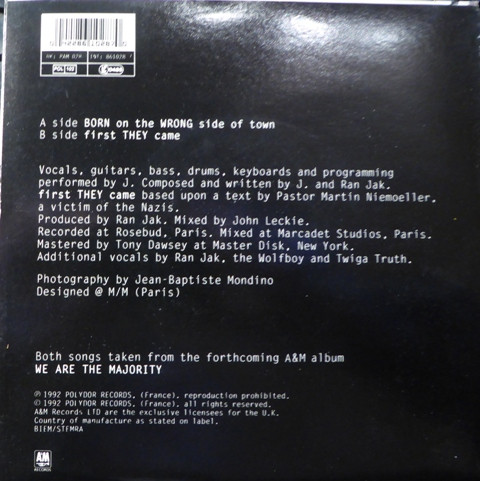 POL 102
A side BORN on the WRONG side of town
B side first THEY came
Vocals, guitars, bass, drums, keyboards and programming
performed by J. Composed and written by J. and Ran Jak.
first THEY came based upon a text by Pastor Martin Niemoeller,
a victim of the Nazis.
Produced by Ran Jak. Mixed by John Leckie.
Recorded at Rosebud, Paris. Mixed at Marcadet Studios, Paris.
Mastered by Tony Dawsey at Master Disk, New York.
Additional vocals by Ran Jak, the Wolfboy and Twiga Truth.
Photography by Jean-Baptiste Mondino
Designed @ M/M (Paris)
Both songs taken from the forthcoming A&M album
WE ARE THE MAJORITY
℗ 1992 POLYDOR RECORDS, (France). reproduction prohibited.
© 1992 POLYDOR RECORDS, (France). all rights reserved.
A&M Records LTD are the exclusive licensees for the U.K.
Country of manufacture as stated on label.
BIEM/STEMRA
A&M
RECORDS